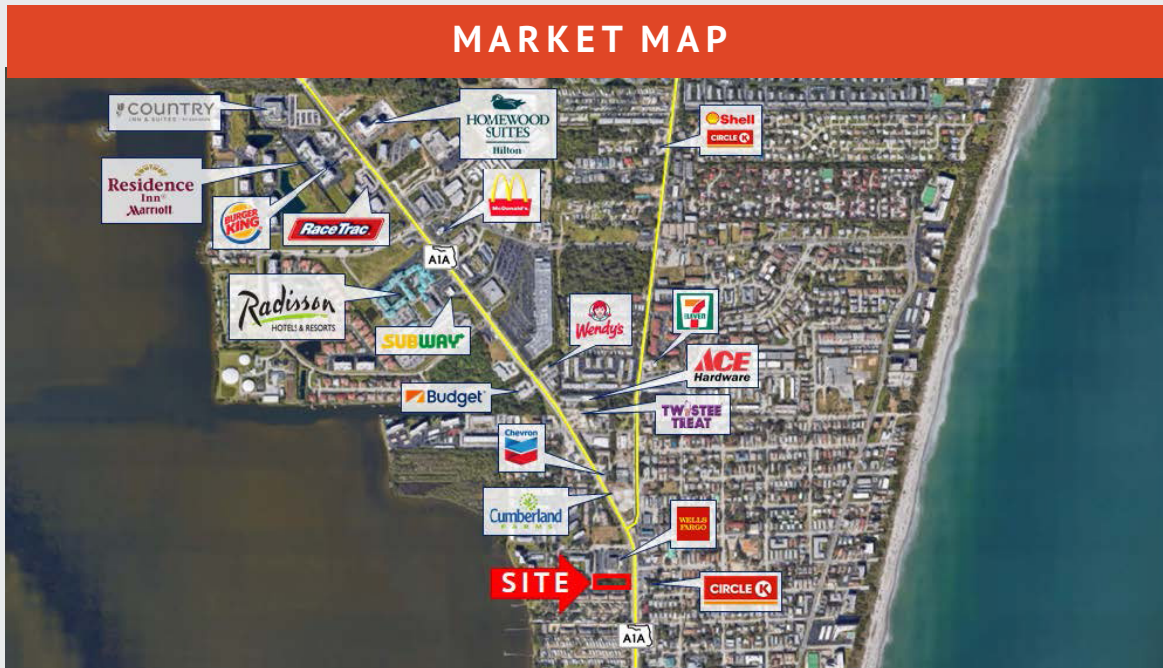 MARKET MAP
COUNTRY
INN & SUITES
HOMEWOOD
SUITES
Hilton
Shell
CIRCLE K
Residence
Inn®
Marriott
BURGER
KING
RaceTrac
McDonald's
A1A
Radisson
HOTELS & RESORTS
SUBWAY
Wendy's
7
ELEVEN
ACE
Hardware
Budget
TWISTEE
TREAT
Chevron
Cumberland
FARMS
WELLS
FARGO
SITE
CIRCLE K
A1A